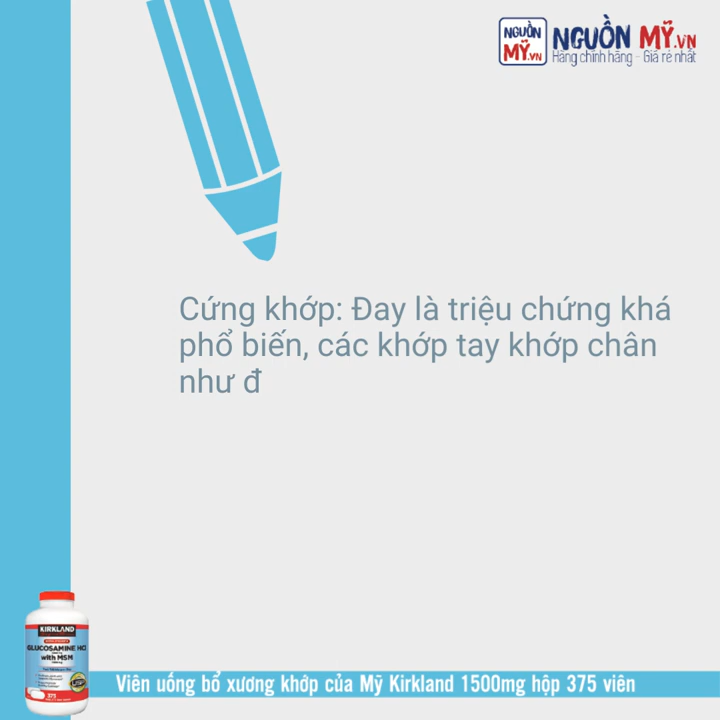 NGUỒN
MỸ.VN
NGUỒN MỸ.VN
Hàng chính hãng - Giá rẻ nhất
Cứng khớp: Đay là triệu chứng khá
phổ biến, các khớp tay khớp chân
như đ
KIRKLAND
GLUCOSAMINE HCl
with MSM
375
Viên uống bổ xương khớp của Mỹ Kirkland 1500mg hộp 375 viên